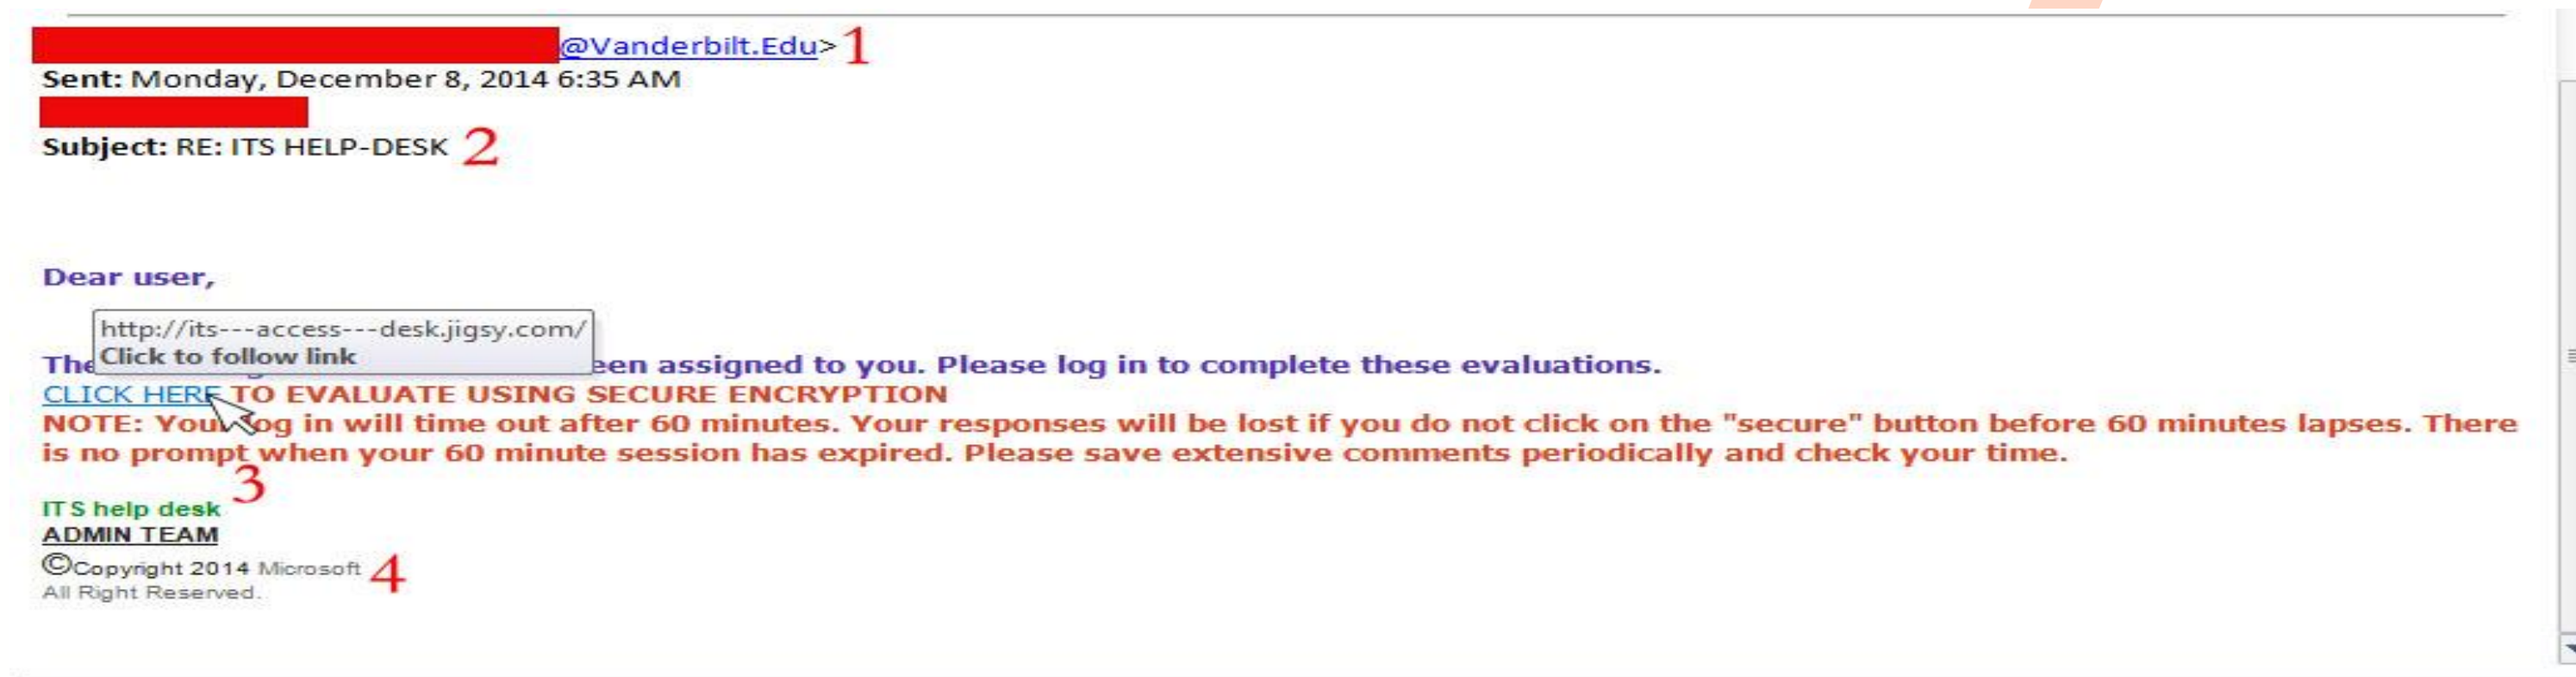 @Vanderbilt.Edu> 1
Sent: Monday, December 8, 2014 6:35 AM
Subject: RE: ITS HELP-DESK 2
Dear user,
http://its---access---desk.jigsy.com/
Click to follow link
The een assigned to you. Please log in to complete these evaluations.
CLICK HERE TO EVALUATE USING SECURE ENCRYPTION
NOTE: Your log in will time out after 60 minutes. Your responses will be lost if you do not click on the "secure" button before 60 minutes lapses. There
is no prompt when your 60 minute session has expired. Please save extensive comments periodically and check your time.
3
ITS help desk
ADMIN TEAM
©Copyright 2014 Microsoft 4
All Right Reserved.